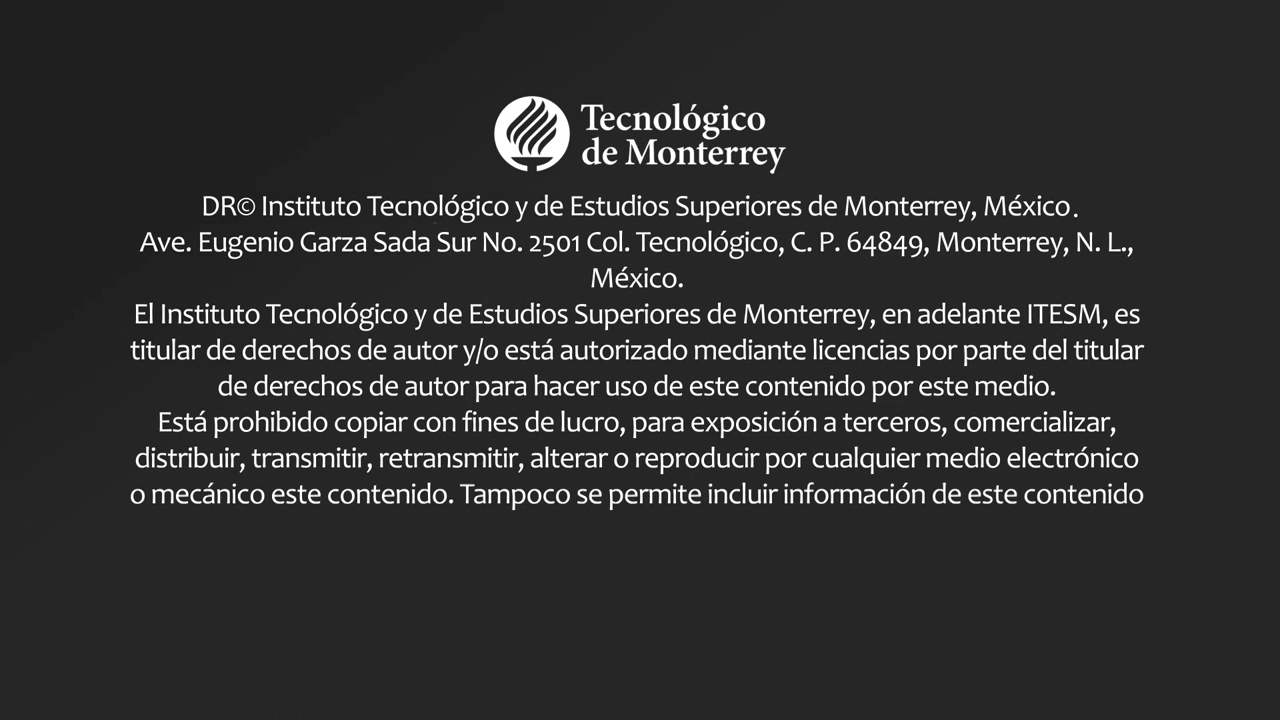 Tecnológico
de Monterrey
DR© Instituto Tecnológico y de Estudios Superiores de Monterrey, México.
Ave. Eugenio Garza Sada Sur No. 2501 Col. Tecnológico, C. P. 64849, Monterrey, N. L.,
México.
El Instituto Tecnológico y de Estudios Superiores de Monterrey, en adelante ITESM, es
titular de derechos de autor y/o está autorizado mediante licencias por parte del titular
de derechos de autor para hacer uso de este contenido por este medio.
Está prohibido copiar con fines de lucro, para exposición a terceros, comercializar,
distribuir, transmitir, retransmitir, alterar o reproducir por cualquier medio electrónico
o mecánico este contenido. Tampoco se permite incluir información de este contenido